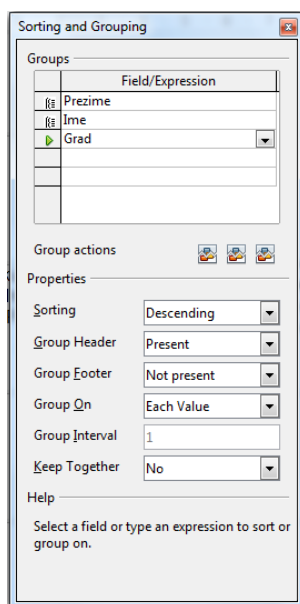 Sorting and Grouping
Groups
Field/Expression
Prezime
Ime
Grad
Group actions
Properties
Sorting Descending
Group Header Present
Group Footer Not present
Group On Each Value
Group Interval 1
Keep Together No
Help
Select a field or type an expression to sort or
group on.